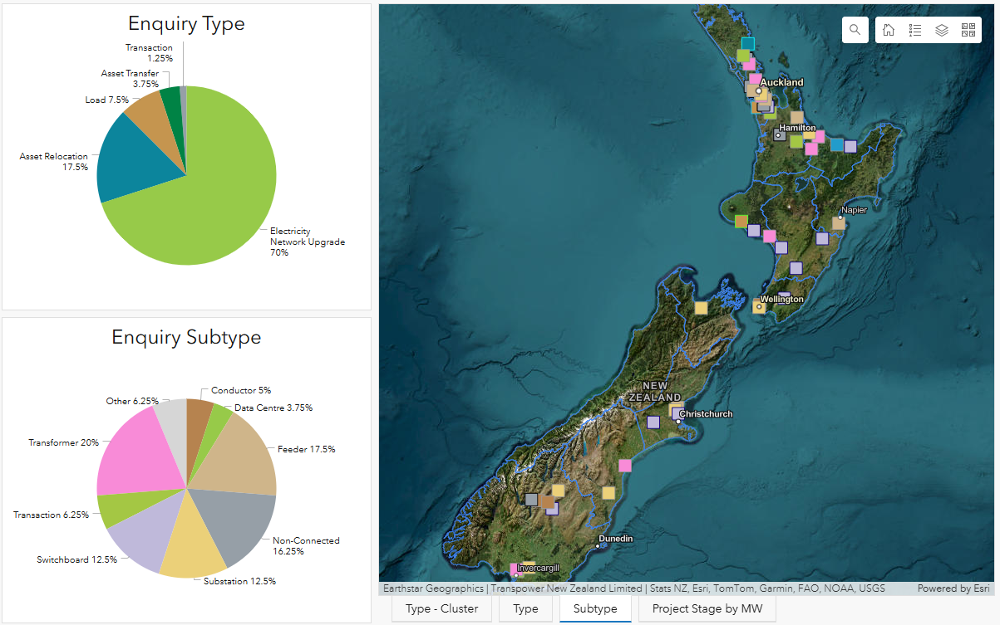 Enquiry Type
Transaction
1.25%
Asset Transfer
3.75%
Load 7.5%
Asset Relocation
17.5%
Electricity
Network Upgrade
70%
Enquiry Subtype
Conductor 5%
Other 6.25%
Data Centre 3.75%
Transformer 20%
Feeder 17.5%
Transaction 6.25%
Non-Connected
16.25%
Switchboard 12.5%
Substation 12.5%
Auckland
Hamilton
Napier
Wellington
NEW
ZEALAND
Christchurch
Dunedin
Invercargill
Earthstar Geographics | Transpower New Zealand Limited | Stats NZ, Esri, TomTom, Garmin, FAO, NOAA, USGS
Powered by Esri
Type - Cluster
Type
Subtype
Project Stage by MW